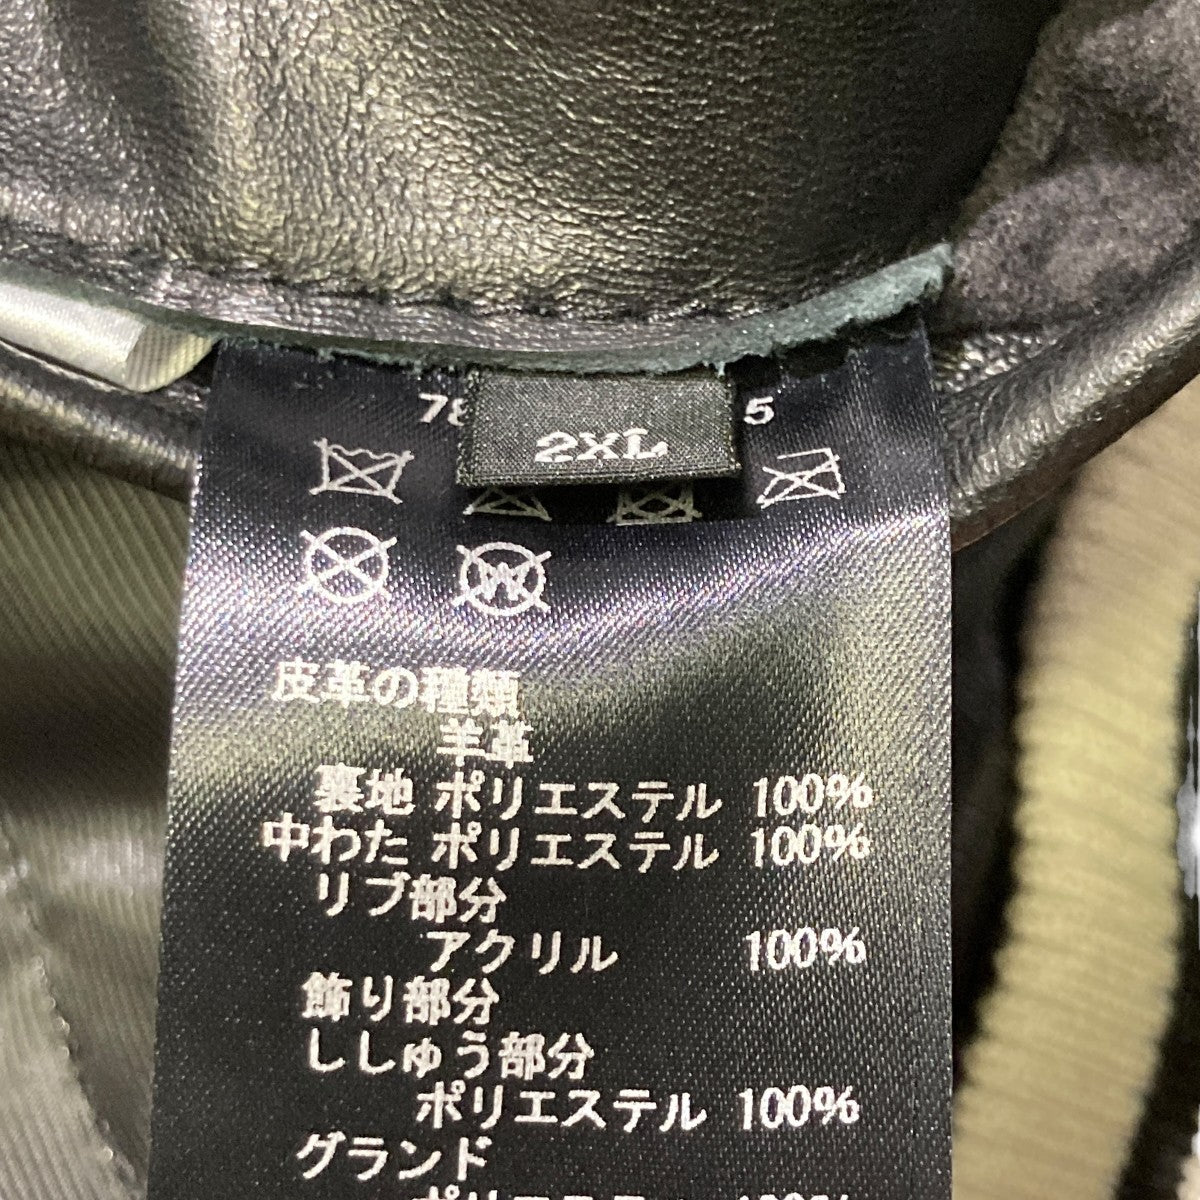 78 5
2XL
皮革の種類
羊革
裏地 ポリエステル 100%
中わた ポリエステル 100%
リブ部分
アクリル 100%
飾り部分
ししゅう部分
ポリエステル 100%
グランド